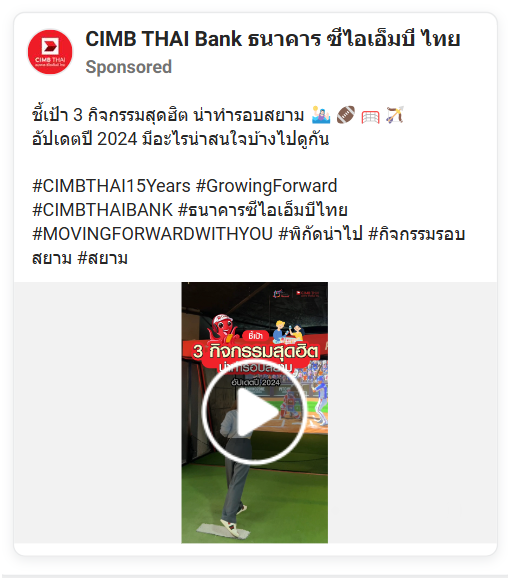 CIMB THAI Bank ธนาคาร ซีไอเอ็มบี ไทย
Sponsored
CIMB THAI
ชี้เป้า 3 กิจกรรมสุดฮิต น่าทำรอบสยาม 🤽🏻‍♀️ 🏈 🥅 🏹
อัปเดตปี 2024 มีอะไรน่าสนใจบ้างไปดูกัน
#CIMBTHAI15Years #GrowingForward
#CIMBTHAIBANK #ธนาคารซีไอเอ็มบีไทย
#MOVINGFORWARDWITHYOU #พิกัดน่าไป #กิจกรรมรอบ
สยาม #สยาม
ชี้เป้า
3 กิจกรรมสุดฮิต
น่าทำรอบสยาม
อัปเดตปี 2024